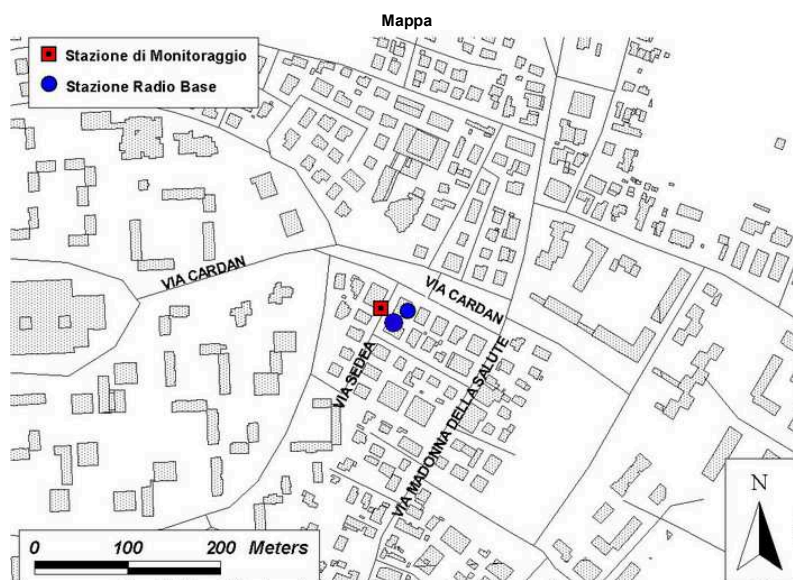 Mappa
Stazione di Monitoraggio
Stazione Radio Base
VIA CARDAN
VIA CARDAN
VIA SEDEA
VIA MADONNA DELLA SALUTE
N
0 100 200 Meters